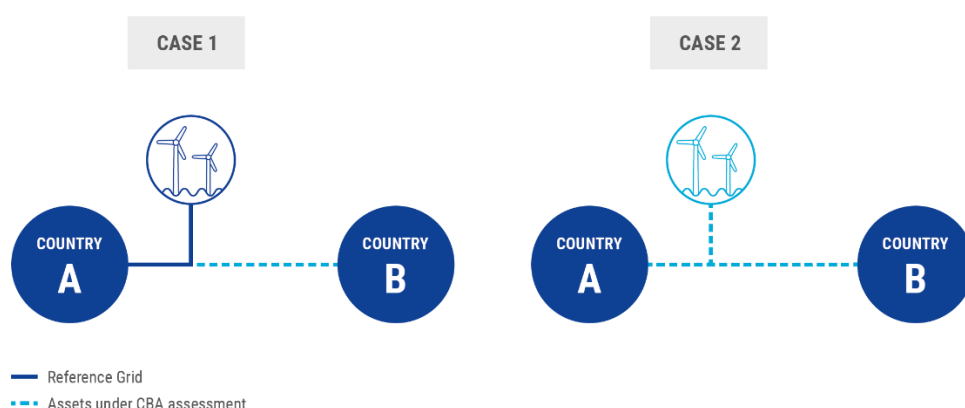 CASE 1
CASE 2
COUNTRY
A
COUNTRY
B
COUNTRY
A
COUNTRY
B
Reference Grid
Assets under CBA assessment